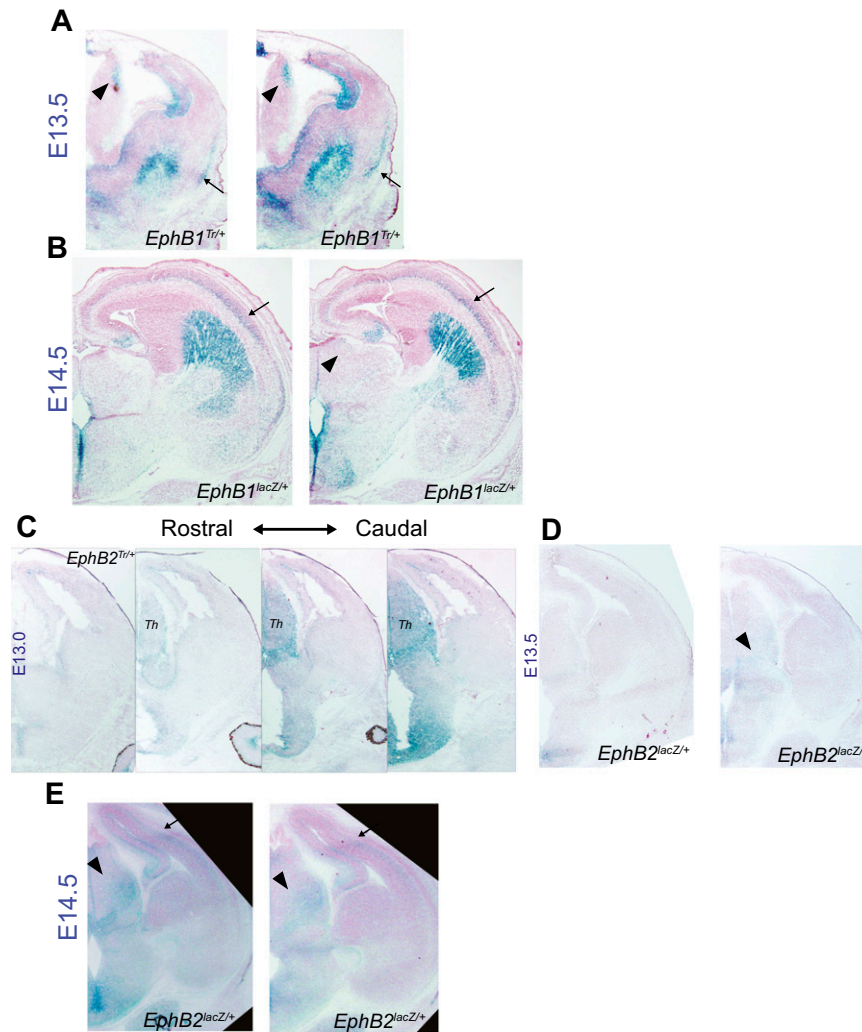 A
E13.5
EphB1Tr/+
EphB1Tr/+
B
E14.5
EphB1lacZ/+
EphB1lacZ/+
C
Rostral Caudal
D
EphB2Tr/+
E13.0
Th
Th
Th
E13.5
EphB2lacZ/+
EphB2lacZ/
E
E14.5
EphB2lacZ/+
EphB2lacZ/+